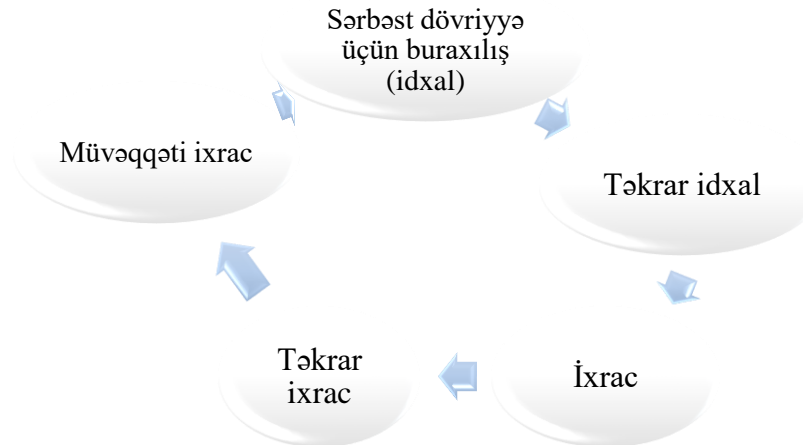 Sərbəst dövriyyə
üçün buraxılış
(idxal)
Təkrar idxal
İxrac
Təkrar
ixrac
Müvəqqəti ixrac